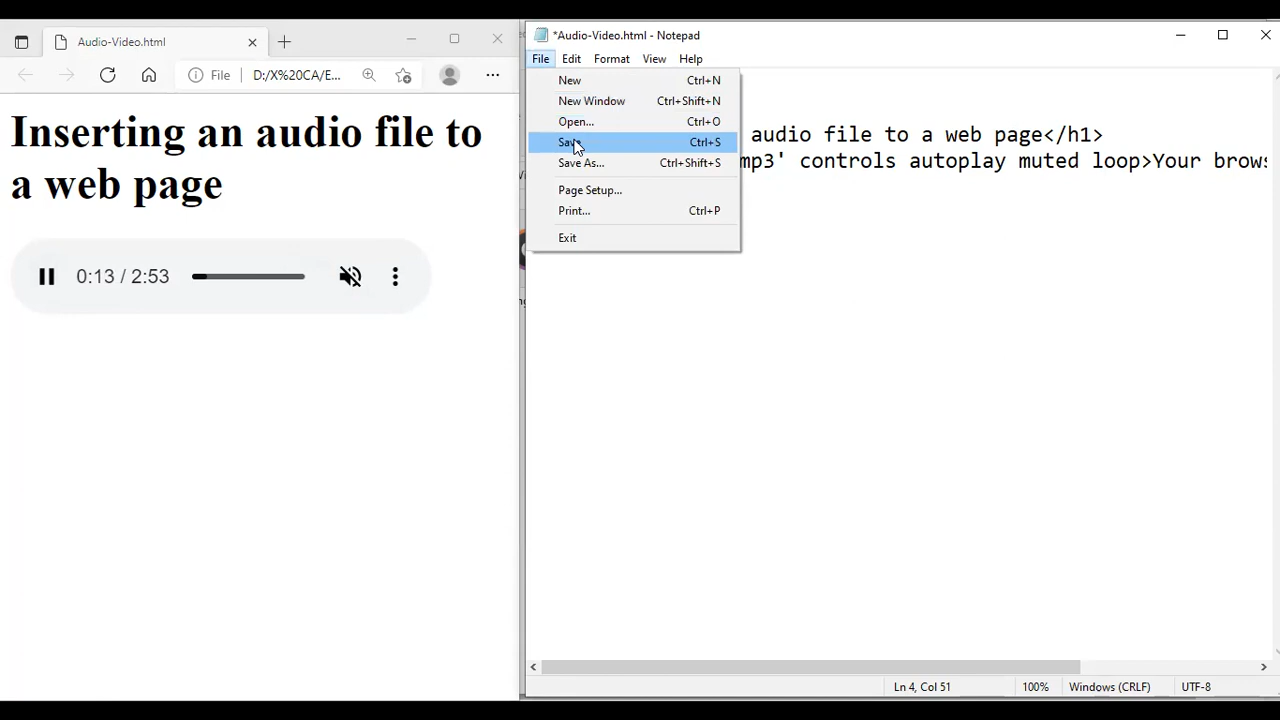 Audio-Video.html
File
D:/X%20CA/E...
Inserting an audio file to
a web page
0:13 / 2:53
*Audio-Video.html - Notepad
File Edit Format View Help
New Ctrl+N
New Window Ctrl+Shift+N
Open... Ctrl+O
Save Ctrl+S
Save As... Ctrl+Shift+S
Page Setup...
Print... Ctrl+P
Exit
audio file to a web page</h1>
mp3' controls autoplay muted loop>Your brows
Ln 4, Col 51
100%
Windows (CRLF)
UTF-8